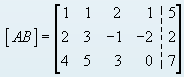 [AB] = [1 1 2 1 | 5
2 3 -1 -2 | 2
4 5 3 0 | 7]